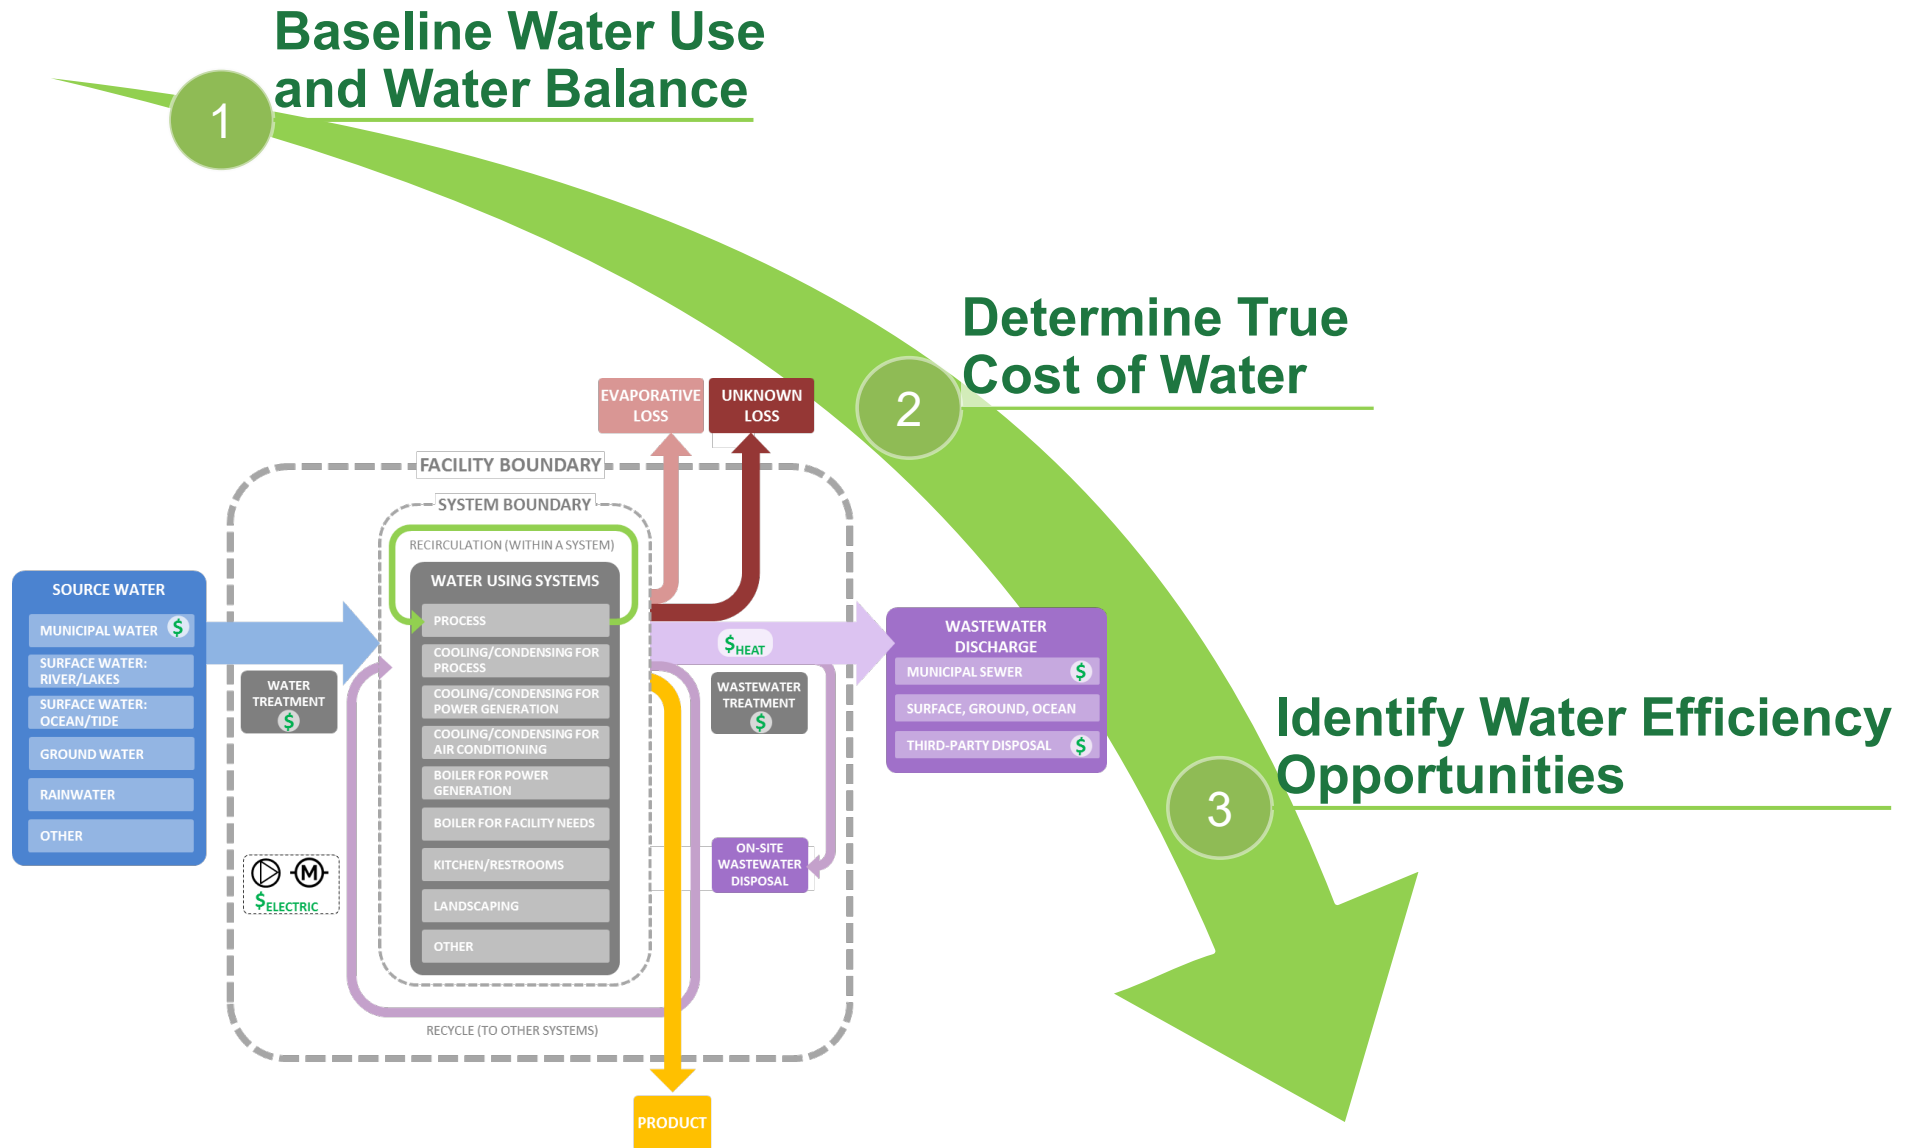 Baseline Water Use
and Water Balance
1
Determine True
Cost of Water
2
Identify Water Efficiency
Opportunities
3
EVAPORATIVE
LOSS
UNKNOWN
LOSS
FACILITY BOUNDARY
SYSTEM BOUNDARY
RECIRCULATION (WITHIN A SYSTEM)
SOURCE WATER
MUNICIPAL WATER $
SURFACE WATER:
RIVER/LAKES
SURFACE WATER:
OCEAN/TIDE
GROUND WATER
RAINWATER
OTHER
WATER
TREATMENT
$
M
$ELECTRIC
WATER USING SYSTEMS
PROCESS
COOLING/CONDENSING FOR
PROCESS
COOLING/CONDENSING FOR
POWER GENERATION
COOLING/CONDENSING FOR
AIR CONDITIONING
BOILER FOR POWER
GENERATION
BOILER FOR FACILITY NEEDS
KITCHEN/RESTROOMS
LANDSCAPING
OTHER
RECYCLE (TO OTHER SYSTEMS)
$HEAT
WASTEWATER
TREATMENT
$
ON-SITE
WASTEWATER
DISPOSAL
WASTEWATER
DISCHARGE
MUNICIPAL SEWER $
SURFACE, GROUND, OCEAN
THIRD-PARTY DISPOSAL $
PRODUCT